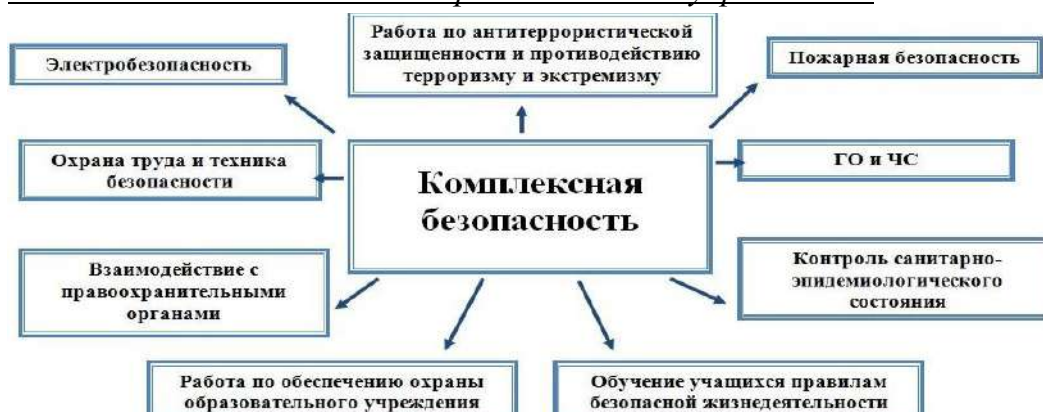 Работа по антитеррористической
защищенности и противодействию
терроризму и экстремизму
Электробезопасность
Пожарная безопасность
Охрана труда и техника
безопасности
Комплексная
безопасность
ГО и ЧС
Взаимодействие с
правоохранительными
органами
Контроль санитарно-
эпидемиологического
состояния
Работа по обеспечению охраны
образовательного учреждения
Обучение учащихся правилам
безопасной жизнедеятельности